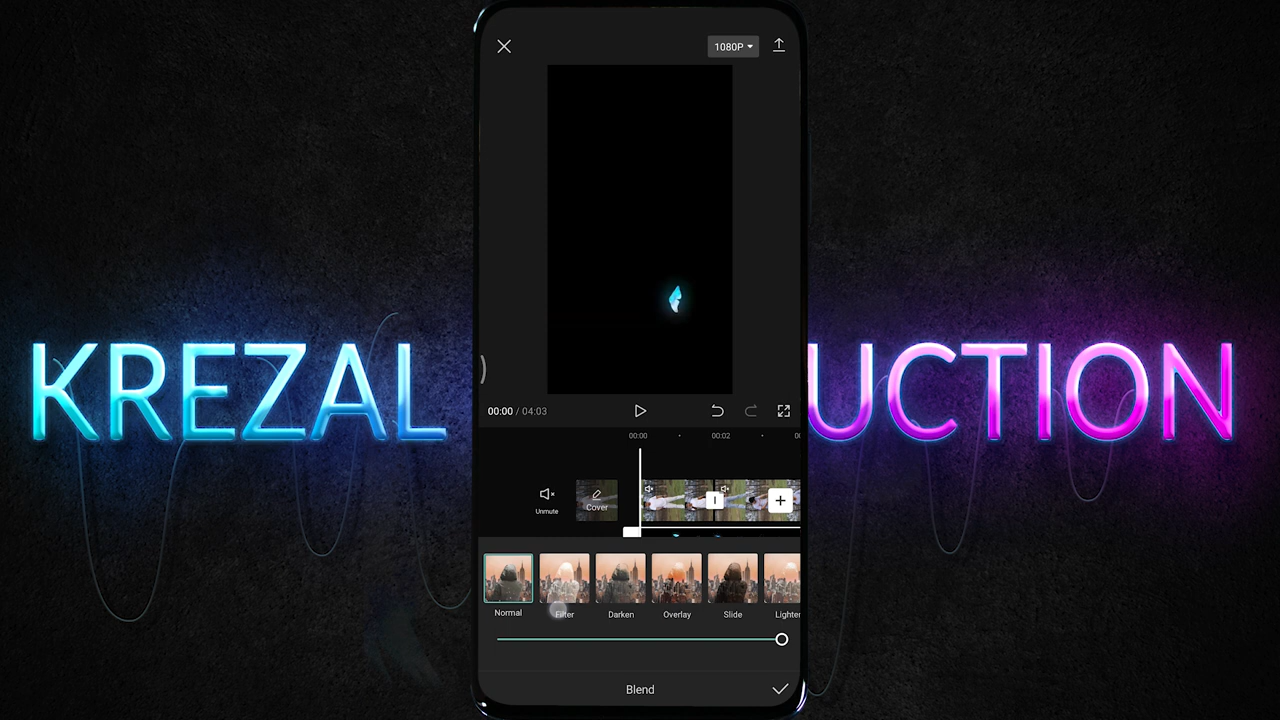 1080P
KREZAL
UCTION
00:00 / 04:03
00:00
00:02
Unmute
Cover
Normal
Filter
Darken
Overlay
Slide
Lighten
Blend